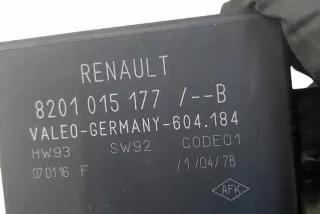 RENAULT
8201 015 177 /--B
VALEO-GERMANY-604.184
HW93 SW92 CODE01
070116 F /1/04/78
AFK